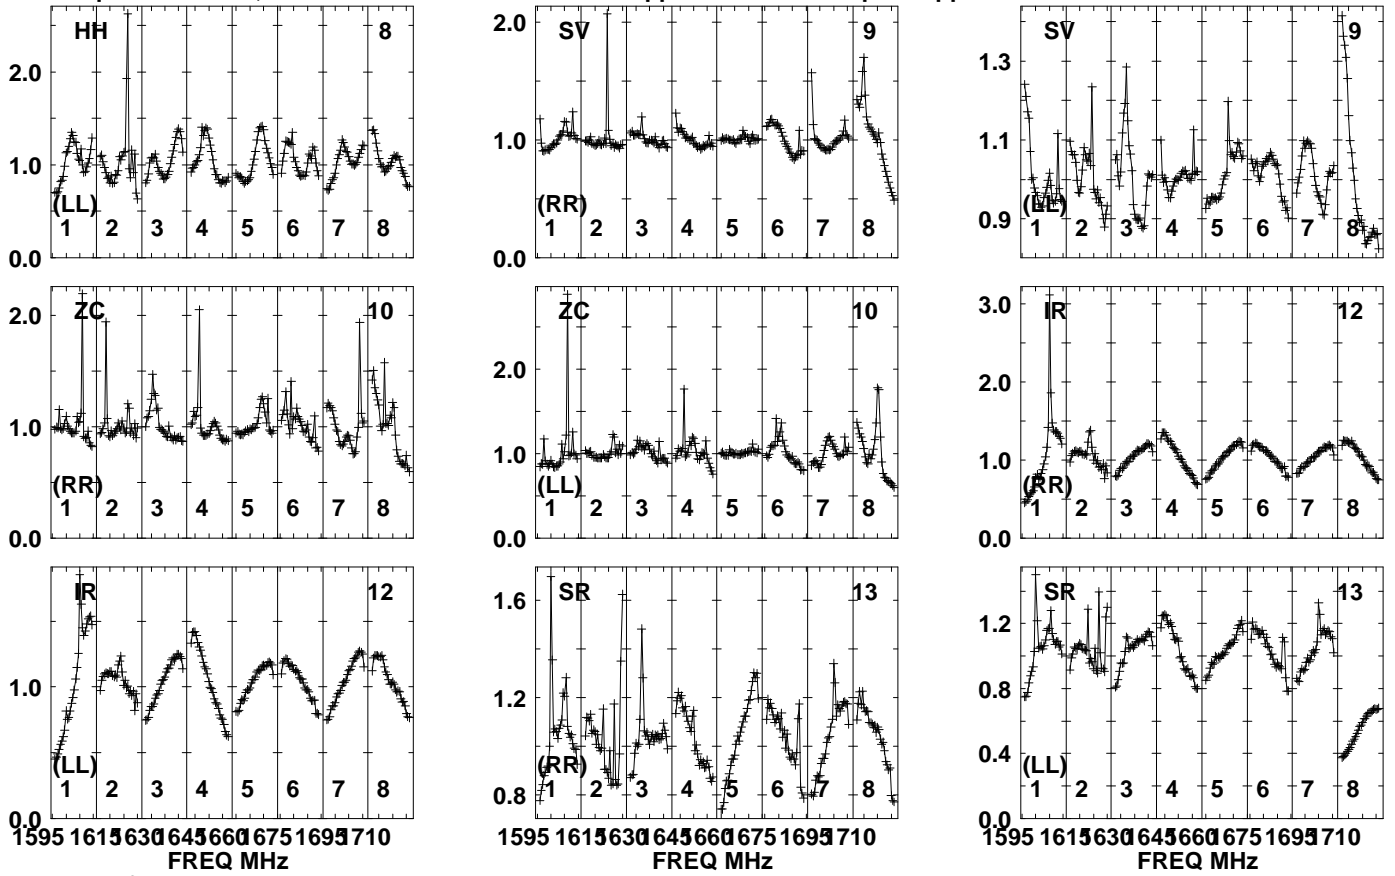 HH 8 SV 9 SV 9
2.0 2.0 1.3
1.0 1.0 1.1
(LL) (RR) (LL) 0.9
1 2 3 4 5 6 7 8 1 2 3 4 5 6 7 8 1 2 3 4 5 6 7 8
0.0 0.0
ZC 10 ZC 10 IR 12
2.0 2.0 3.0
2.0
1.0 1.0 1.0
(RR) (LL) (RR)
1 2 3 4 5 6 7 8 1 2 3 4 5 6 7 8 1 2 3 4 5 6 7 8
0.0 0.0 0.0
IR 12 SR 13 SR 13
1.6 1.2
1.0 1.2 0.8
(LL) (RR) (LL) 0.4
1 2 3 4 5 6 7 8 0.8 1 2 3 4 5 6 7 8 1 2 3 4 5 6 7 8
0.0 0.0
1595 1615 1630 1645 1660 1675 1695 1710 1595 1615 1630 1645 1660 1675 1695 1710 1595 1615 1630 1645 1660 1675 1695 1710
FREQ MHz FREQ MHz